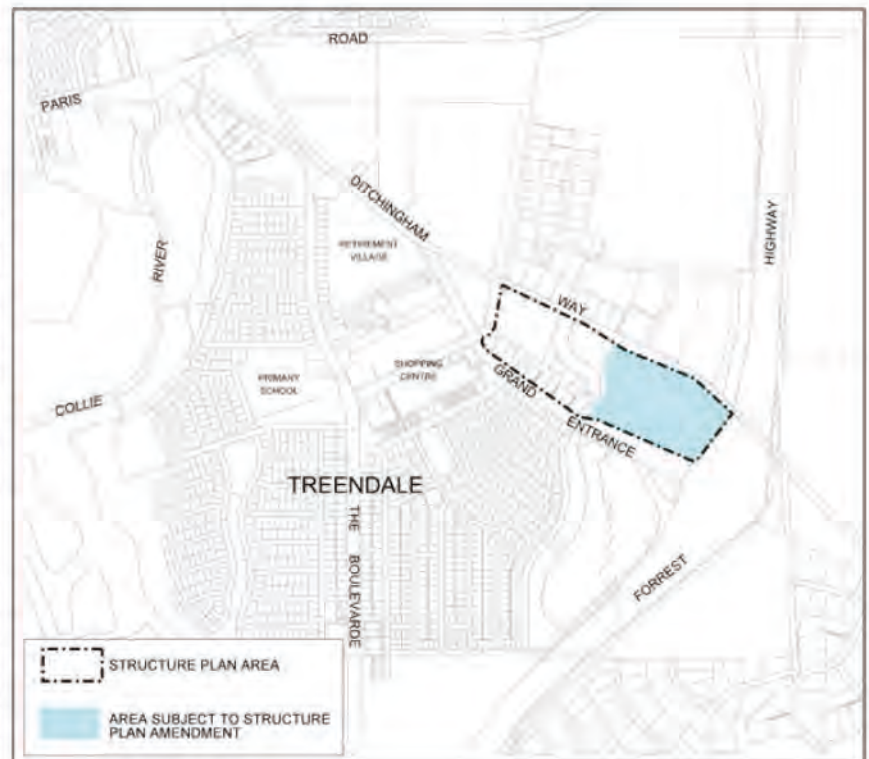 ROAD
PARIS
DITCHINGHAM
HIGHWAY
RETIREMENT
VILLAGE
RIVER
WAY
SHOPPING
CENTRE
PRIMARY
SCHOOL
GRAND
COLLIE
ENTRANCE
TREENDALE
THE BOULEVARDE
FORREST
STRUCTURE PLAN AREA
AREA SUBJECT TO STRUCTURE
PLAN AMENDMENT